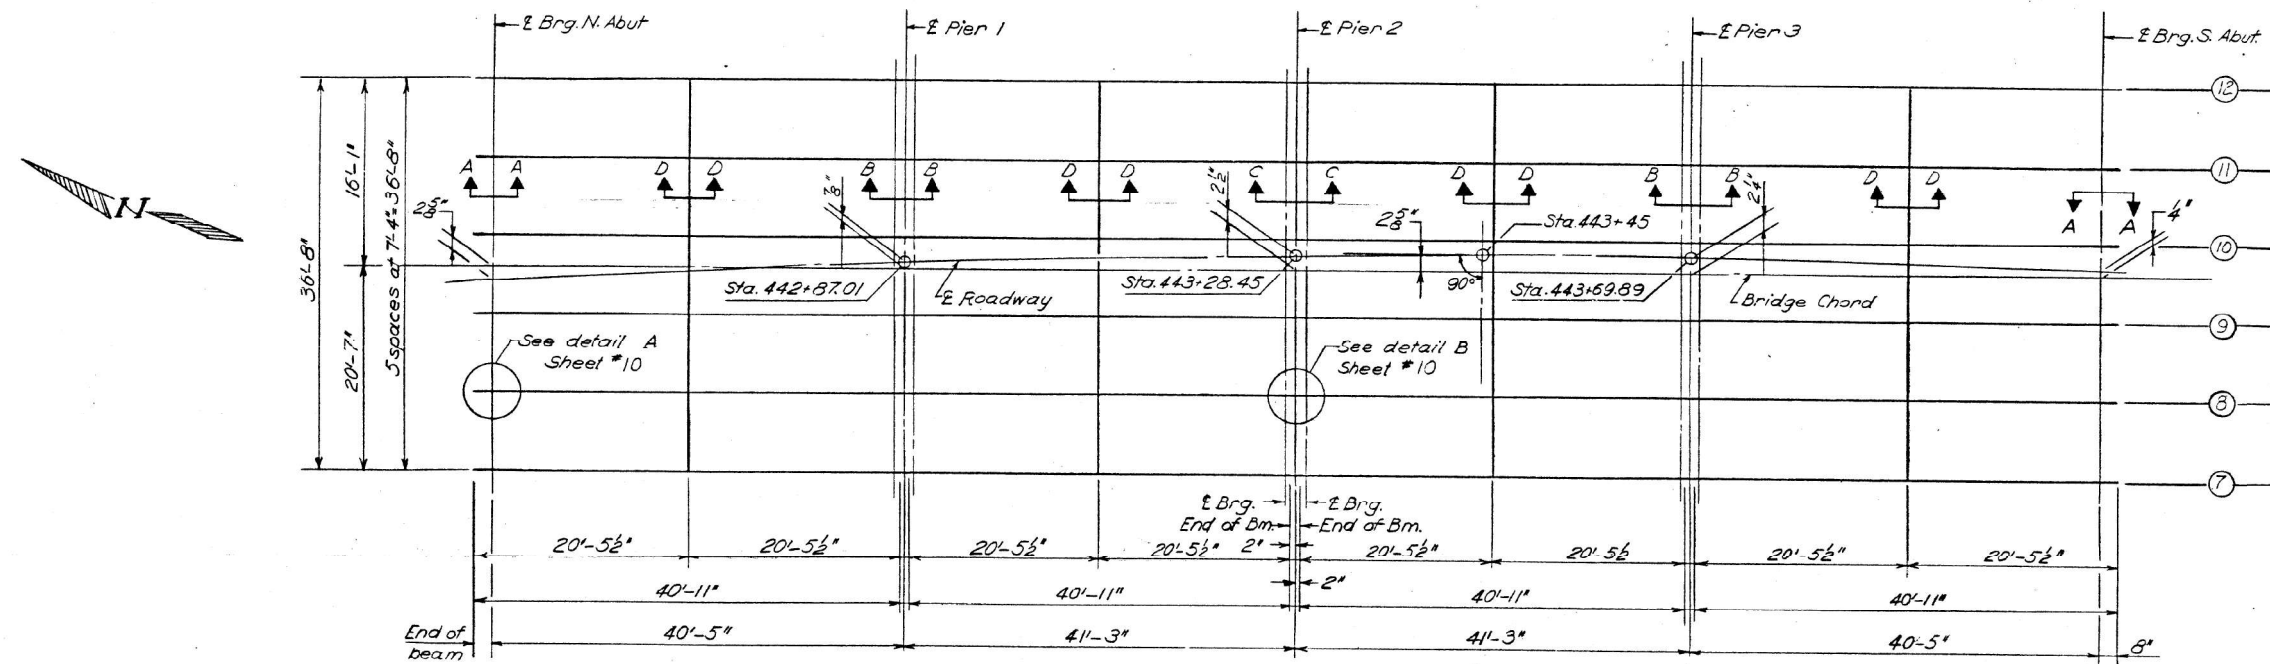 ℄ Brg. N. Abut
℄ Pier 1
℄ Pier 2
℄ Pier 3
℄ Brg. S. Abut.
12
11
10
9
8
7
N
36'-8"
16'-1"
20'-7"
5 spaces at 7'-4"=36'-8"
A A
D D
B B
D D
C C
D D
B B
D D
A A
2⅝"
⅞"
2½"
2⅝"
2¼"
¼"
Sta. 443+45
Sta. 442+87.01
℄ Roadway
Sta. 443+28.45
90°
Sta. 443+69.89
Bridge Chord
See detail A
Sheet #10
See detail B
Sheet #10
℄ Brg. ℄ Brg.
End of Bm. End of Bm.
20'-5½" 20'-5½" 20'-5½" 20'-5½" 2" 20'-5½" 20'-5½ 20'-5½" 20'-5½"
2"
40'-11" 40'-11" 40'-11" 40'-11"
End of
beam
40'-5" 41'-3" 41'-3" 40'-5" 8"